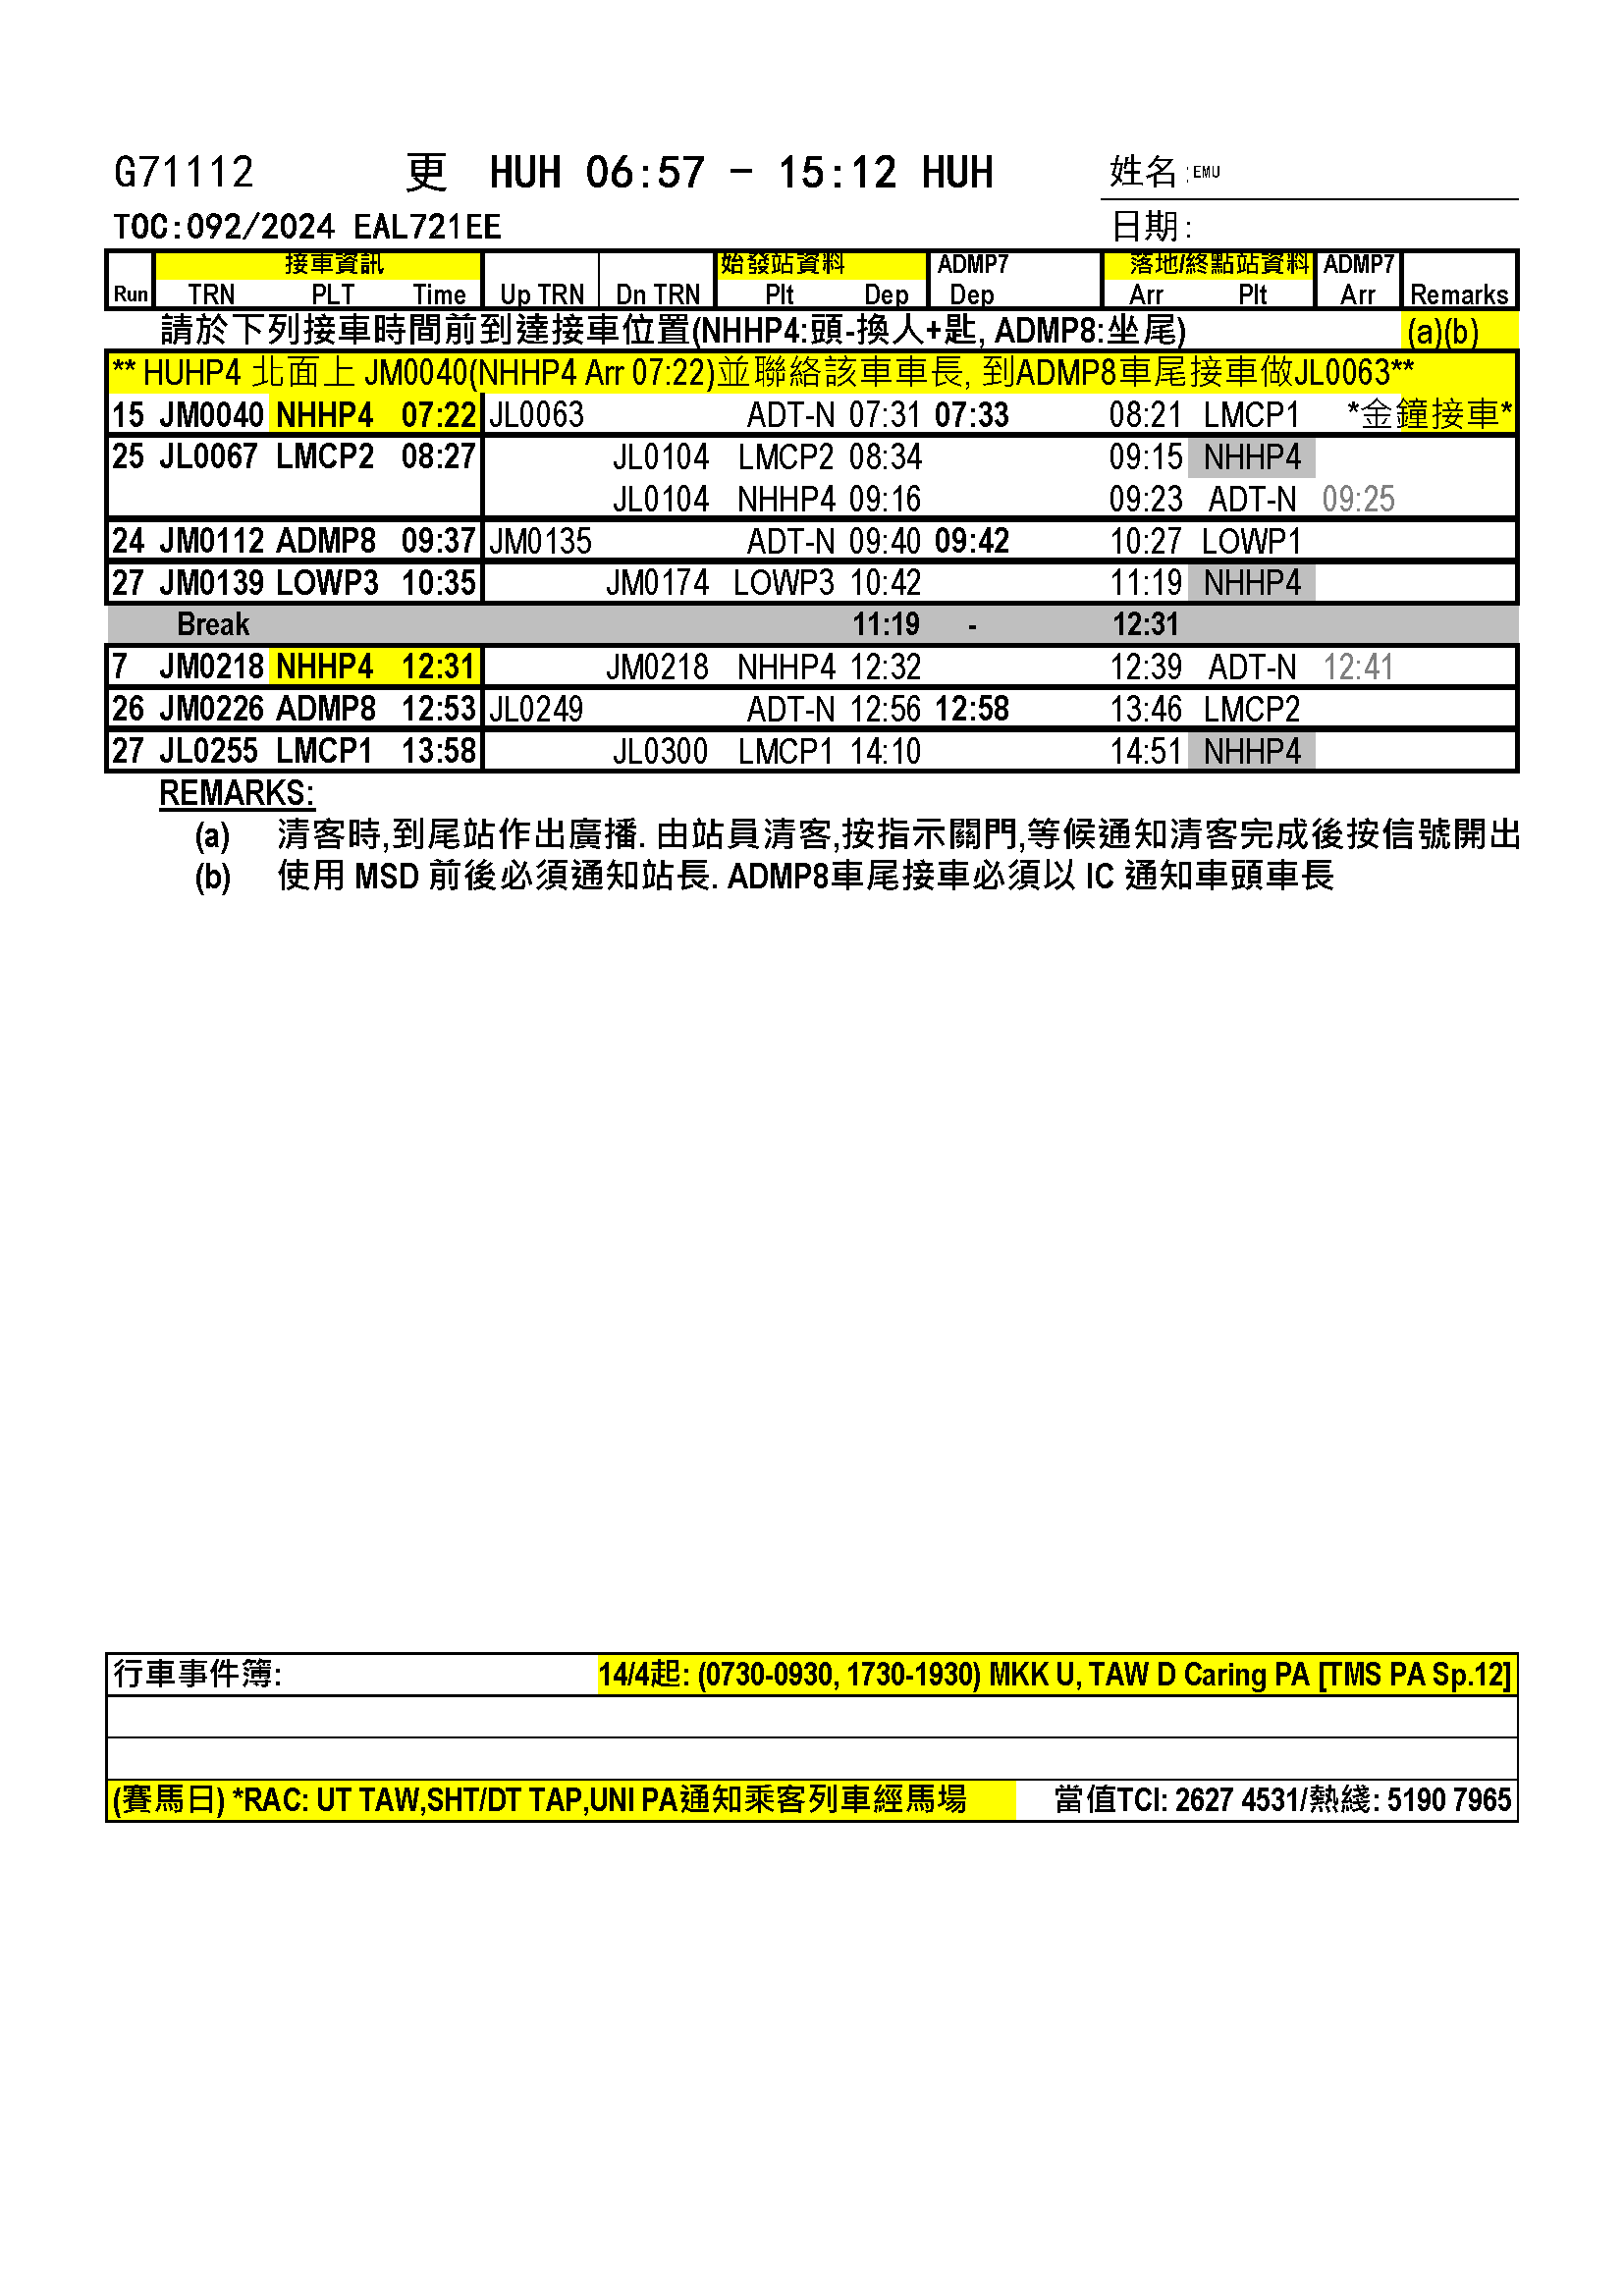 G71112 更 HUH 06:57 - 15:12 HUH 姓名:EMU
TOC:092/2024 EAL721EE 日期:
接車資訊 始發站資料 ADMP7 落地/終點站資料 ADMP7
Run TRN PLT Time Up TRN Dn TRN Plt Dep Dep Arr Plt Arr Remarks
請於下列接車時間前到達接車位置(NHHP4:頭-換人+匙, ADMP8:坐尾) (a)(b)
** HUHP4 北面上 JM0040(NHHP4 Arr 07:22)並聯絡該車車長, 到ADMP8車尾接車做JL0063**
15 JM0040 NHHP4 07:22 JL0063 ADT-N 07:31 07:33 08:21 LMCP1 *金鐘接車*
25 JL0067 LMCP2 08:27 JL0104 LMCP2 08:34 09:15 NHHP4
JL0104 NHHP4 09:16 09:23 ADT-N 09:25
24 JM0112 ADMP8 09:37 JM0135 ADT-N 09:40 09:42 10:27 LOWP1
27 JM0139 LOWP3 10:35 JM0174 LOWP3 10:42 11:19 NHHP4
Break 11:19 - 12:31
7 JM0218 NHHP4 12:31 JM0218 NHHP4 12:32 12:39 ADT-N 12:41
26 JM0226 ADMP8 12:53 JL0249 ADT-N 12:56 12:58 13:46 LMCP2
27 JL0255 LMCP1 13:58 JL0300 LMCP1 14:10 14:51 NHHP4
REMARKS:
(a) 清客時,到尾站作出廣播. 由站員清客,按指示關門,等候通知清客完成後按信號開出
(b) 使用 MSD 前後必須通知站長. ADMP8車尾接車必須以 IC 通知車頭車長
行車事件簿: 14/4起: (0730-0930, 1730-1930) MKK U, TAW D Caring PA [TMS PA Sp.12]
(賽馬日) *RAC: UT TAW,SHT/DT TAP,UNI PA通知乘客列車經馬場 當值TCI: 2627 4531/熱綫: 5190 7965